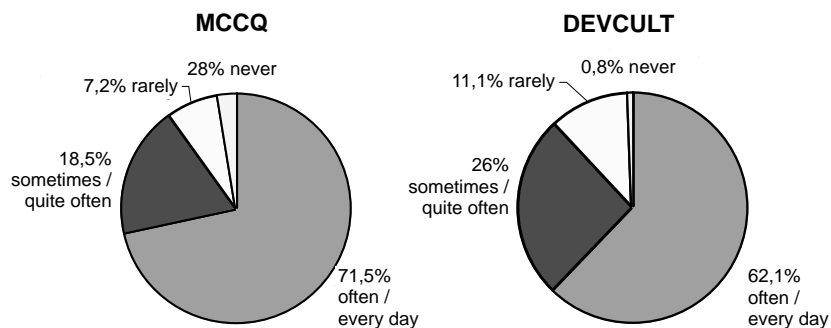 MCCQ
28% never
7,2% rarely
18,5%
sometimes /
quite often
71,5%
often /
every day
DEVCULT
0,8% never
11,1% rarely
26%
sometimes /
quite often
62,1%
often /
every day